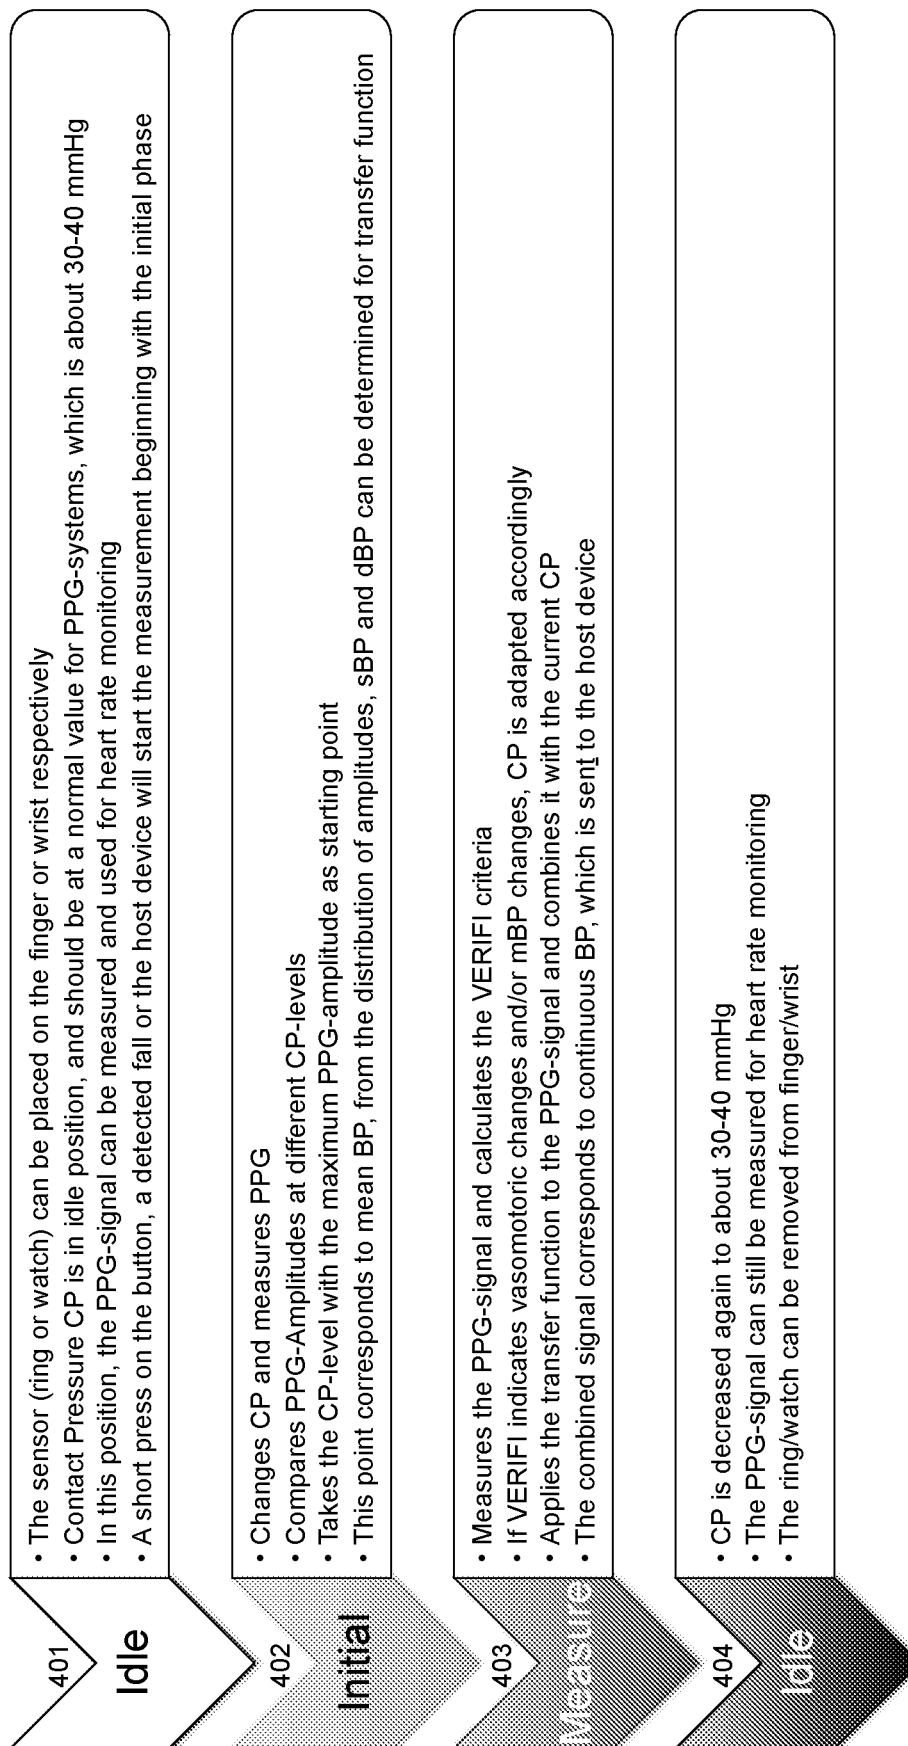 401
Idle
• The sensor (ring or watch) can be placed on the finger or wrist respectively
• Contact Pressure CP is in idle position, and should be at a normal value for PPG-systems, which is about 30-40 mmHg
• In this position, the PPG-signal can be measured and used for heart rate monitoring
• A short press on the button, a detected fall or the host device will start the measurement beginning with the initial phase
402
Initial
• Changes CP and measures PPG
• Compares PPG-Amplitudes at different CP-levels
• Takes the CP-level with the maximum PPG-amplitude as starting point
• This point corresponds to mean BP, from the distribution of amplitudes, sBP and dBP can be determined for transfer function
403
Measure
• Measures the PPG-signal and calculates the VERIFI criteria
• If VERIFI indicates vasomotoric changes and/or mBP changes, CP is adapted accordingly
• Applies the transfer function to the PPG-signal and combines it with the current CP
• The combined signal corresponds to continuous BP, which is sent to the host device
404
Idle
• CP is decreased again to about 30-40 mmHg
• The PPG-signal can still be measured for heart rate monitoring
• The ring/watch can be removed from finger/wrist